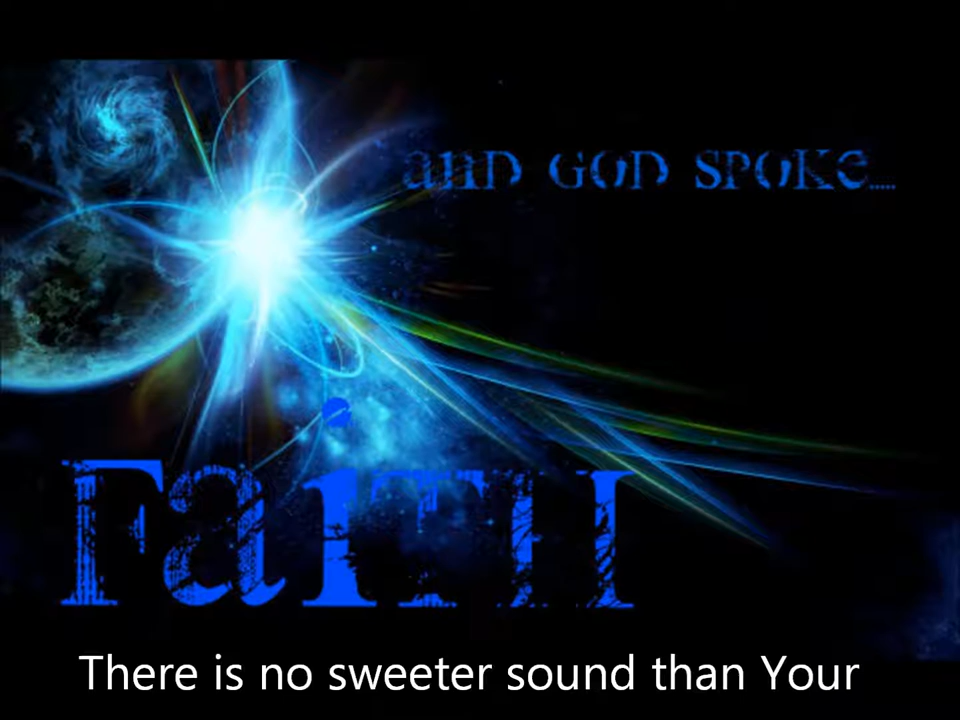 and God spoke.....
Faith
There is no sweeter sound than Your